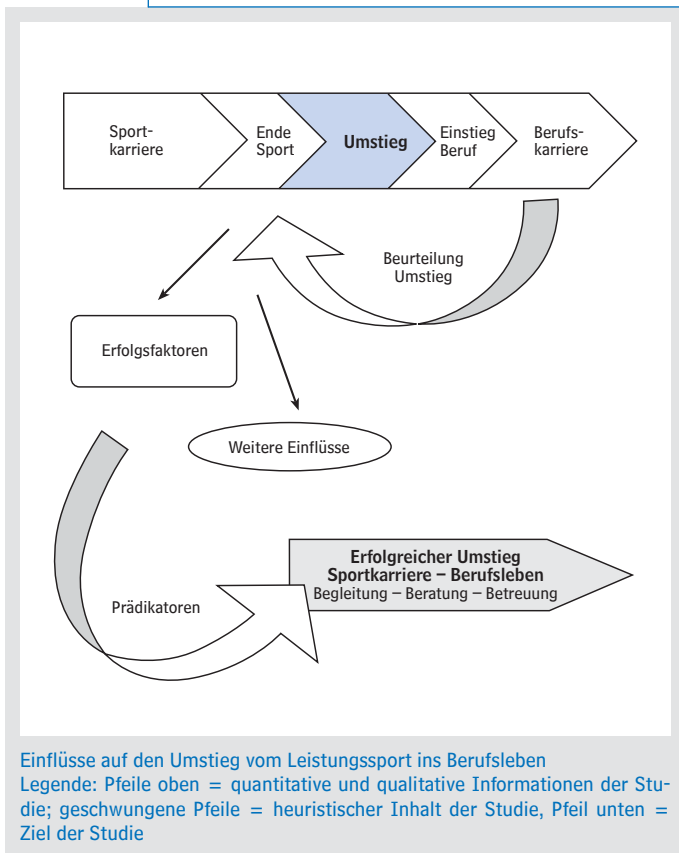 Sport-
karriere
Ende
Sport
Umstieg
Einstieg
Beruf
Berufs-
karriere
Beurteilung
Umstieg
Erfolgsfaktoren
Weitere Einflüsse
Erfolgreicher Umstieg
Sportkarriere – Berufsleben
Begleitung – Beratung – Betreuung
Prädikatoren
Einflüsse auf den Umstieg vom Leistungssport ins Berufsleben
Legende: Pfeile oben = quantitative und qualitative Informationen der Stu-
die; geschwungene Pfeile = heuristischer Inhalt der Studie, Pfeil unten =
Ziel der Studie